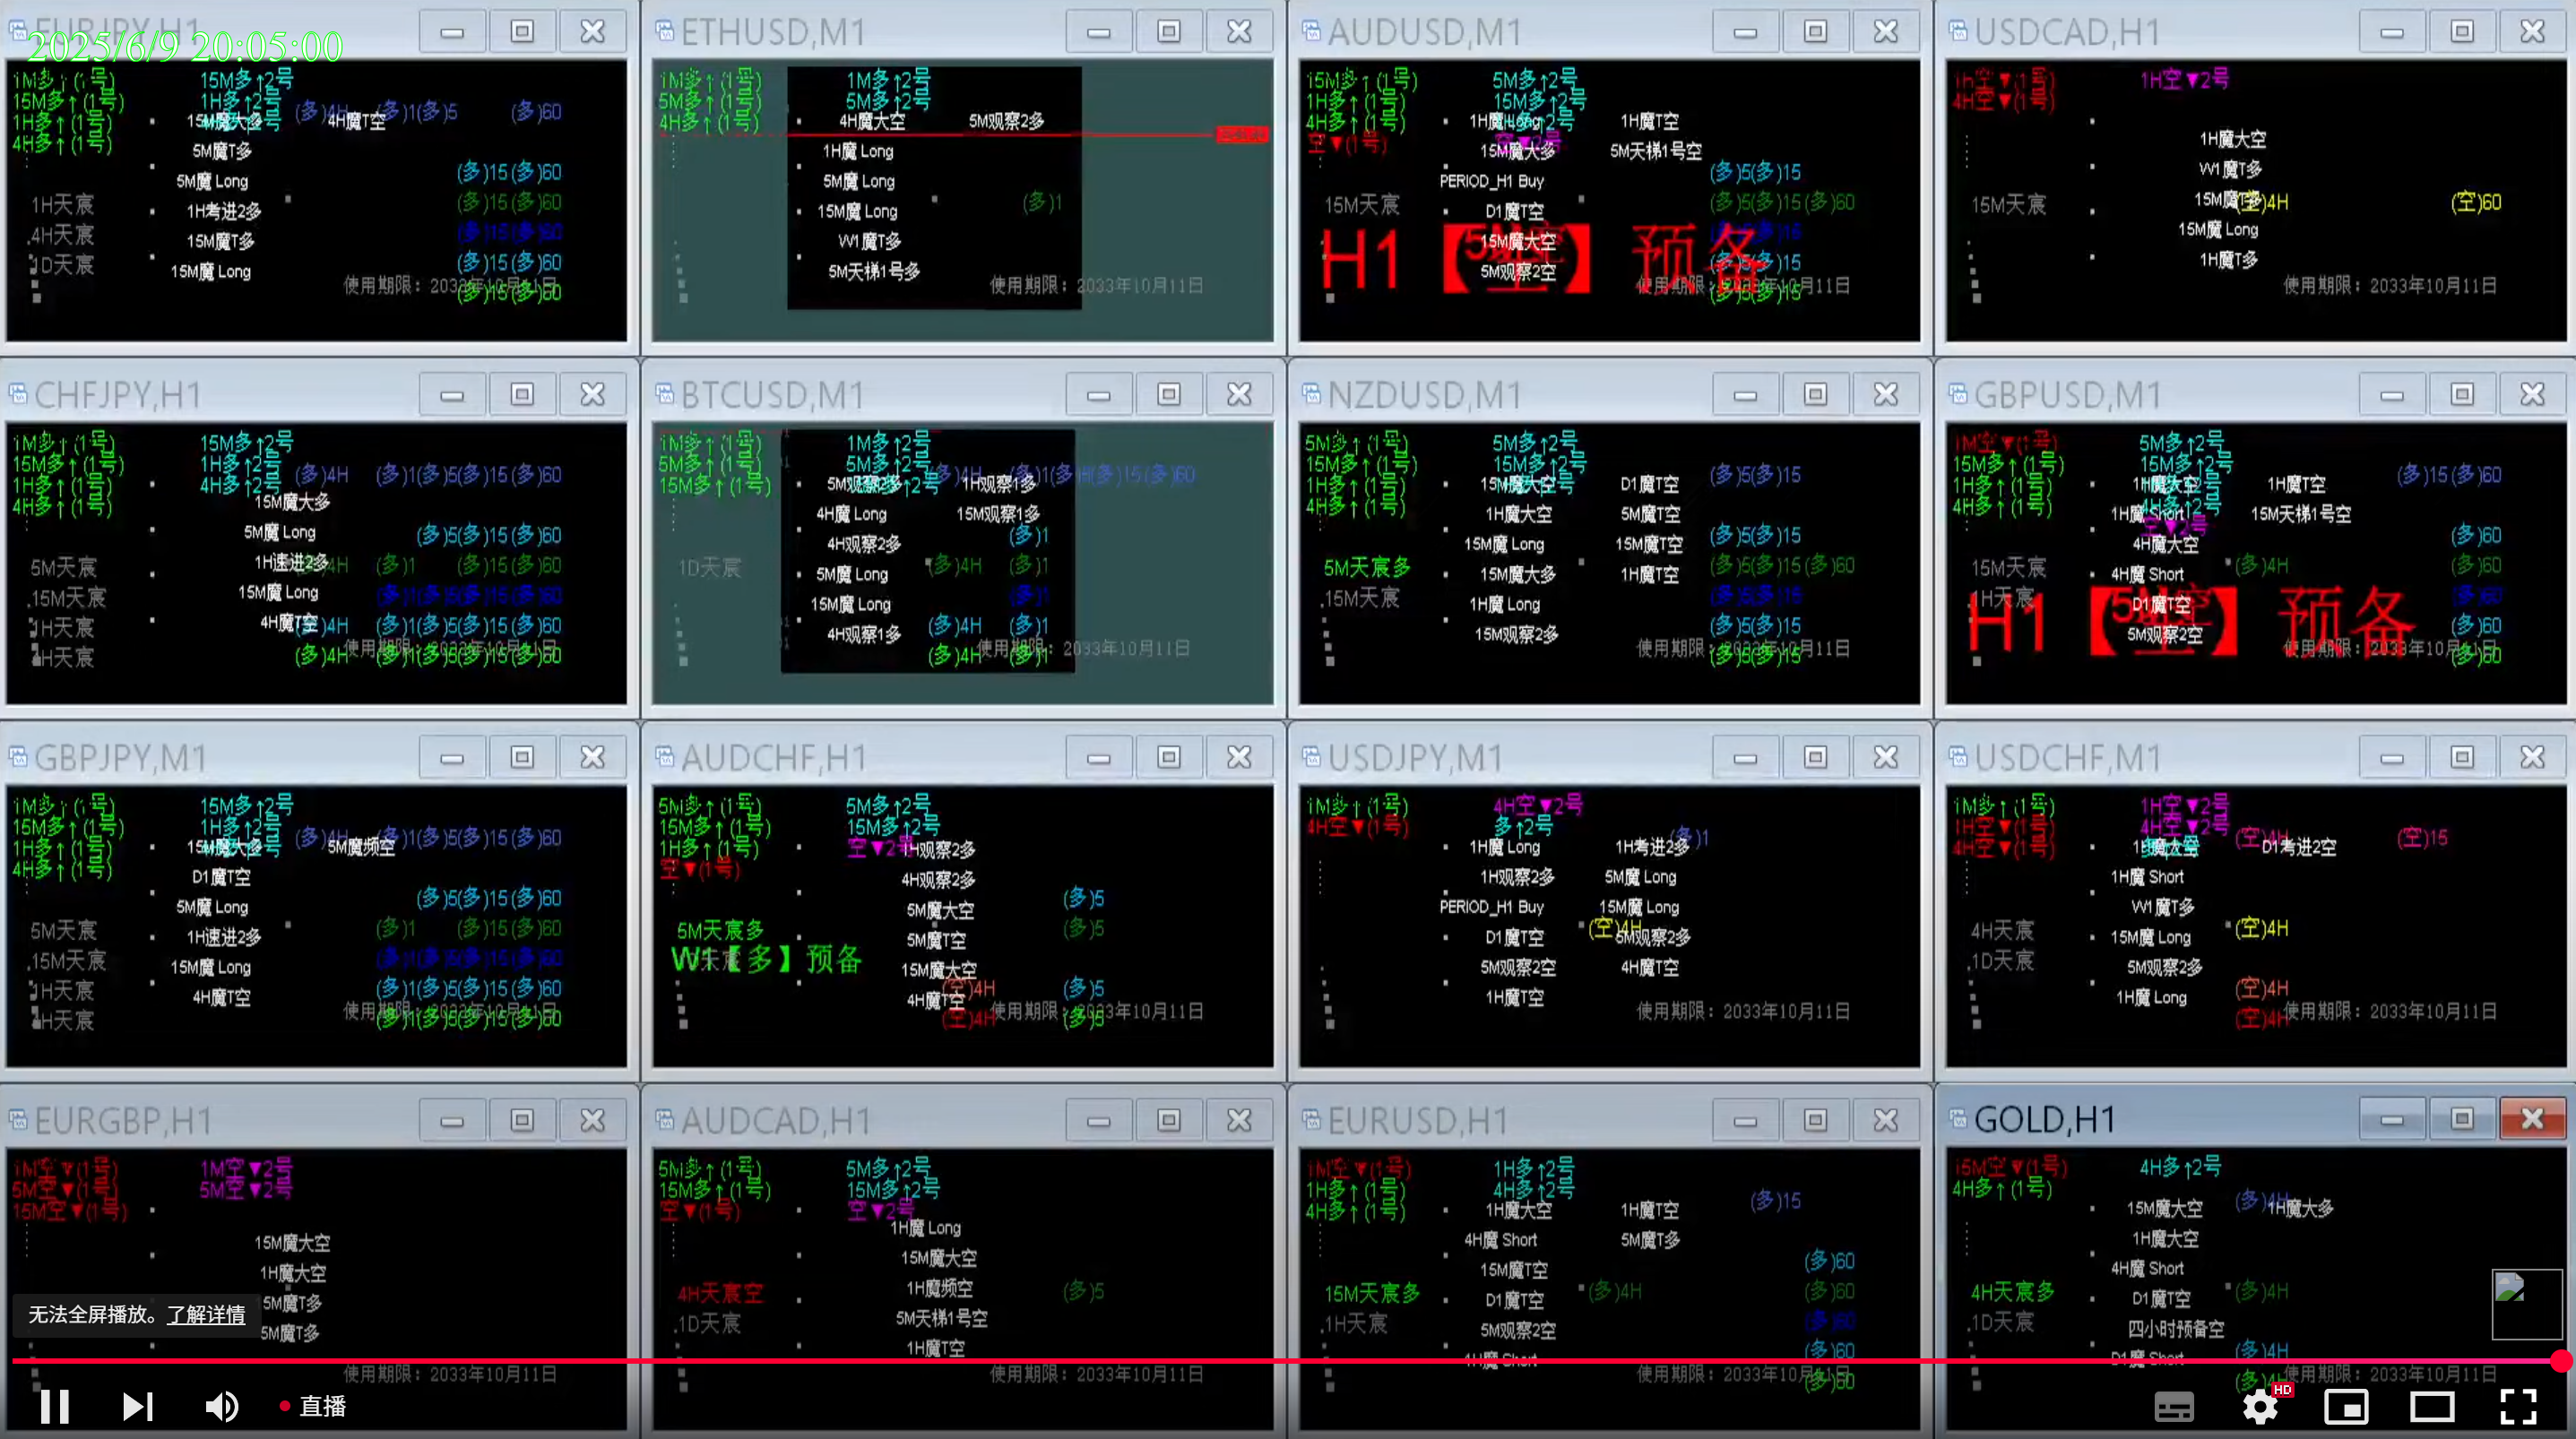 2025/6/9 20:05:00
EURJPY,H1
1M多↑(1号) 15M多↑2号
15M多↑(1号) 1H多↑2号 (多)4H (多)1(多)5 (多)60
1H多↑(1号) 15M魔大多 4H魔T空
4H多↑(1号)
5M魔T多
5M魔 Long (多)15(多)60
1H天宸 1H考进2多 (多)15(多)60
4H天宸 15M魔T多 (多)15(多)60
1D天宸 15M魔 Long (多)15(多)60
使用期限：2033年10月11日
(多)15(多)60
ETHUSD,M1
1M多↑(1号) 1M多↑2号
5M多↑(1号) 5M多↑2号
4H多↑(1号) 4H魔大空 5M观察2多
1H魔 Long
5M魔 Long
15M魔 Long (多)1
W1魔T多
5M天梯1号多
使用期限：2033年10月11日
AUDUSD,M1
15M多↑(1号) 5M多↑2号
1H多↑(1号) 15M多↑2号
4H多↑(1号) 1H魔 Long 1H魔T空
空▼(1号) 空▼2号
15M魔大多 5M天梯1号空
PERIOD_H1 Buy (多)5(多)15
15M天宸 D1魔T空 (多)5(多)15(多)60
15M魔大空 (多)5(多)15
H1【空】预备
5M观察2空 (多)5(多)15
使用期限：2033年10月11日
(多)5(多)15
USDCAD,H1
1h空▼(1号) 1H空▼2号
4H空▼(1号)
1H魔大空
W1魔T多
15M天宸 15M魔T多 (空)4H (空)60
15M魔 Long
1H魔T多
使用期限：2033年10月11日
CHFJPY,H1
1M多↑(1号) 15M多↑2号
15M多↑(1号) 1H多↑2号 (多)4H (多)1(多)5(多)15(多)60
1H多↑(1号) 4H多↑2号
4H多↑(1号) 15M魔大多
5M魔 Long (多)5(多)15(多)60
5M天宸 1H速进2多 (多)4H (多)1 (多)15(多)60
15M天宸 15M魔 Long (多)1(多)5(多)15(多)60
1H天宸 4H魔T空 (多)4H (多)1(多)5(多)15(多)60
4H天宸 (多)4H (多)1(多)5(多)15(多)60
使用期限：2033年10月11日
BTCUSD,M1
1M多↑(1号) 1M多↑2号
5M多↑(1号) 5M多↑2号 (多)4H (多)15(多)60
15M多↑(1号) 5M观察2多 1H观察1多
4H魔 Long 15M观察1多
4H观察2多 (多)1
1D天宸 5M魔 Long (多)4H (多)1
15M魔 Long (多)1
4H观察1多 (多)4H (多)1
(多)4H (多)1
使用期限：2033年10月11日
NZDUSD,M1
5M多↑(1号) 5M多↑2号
15M多↑(1号) 15M多↑2号 (多)5(多)15
1H多↑(1号) 15M魔大空 D1魔T空
4H多↑(1号) 1H魔大空 5M魔T空
15M魔 Long 15M魔T空 (多)5(多)15
5M天宸多 15M魔大多 1H魔T空 (多)5(多)15(多)60
15M天宸 1H魔 Long (多)5(多)15
15M观察2多 (多)5(多)15
(多)5(多)15
使用期限：2033年10月11日
GBPUSD,M1
1M空▼(1号) 5M多↑2号
15M多↑(1号) 15M多↑2号 (多)15(多)60
1H多↑(1号) 1H魔大空 1H魔T空
4H多↑(1号) 4H多↑2号
1H魔 Short 15M天梯1号空
空▼2号
4H魔大空 (多)60
15M天宸 4H魔 Short (多)4H (多)60
1H天宸 D1魔T空 (多)60
H1【空】预备
5M观察2空 (多)60
使用期限：2033年10月11日
(多)60
GBPJPY,M1
1M多↑(1号) 15M多↑2号
15M多↑(1号) 1H多↑2号 (多)4H (多)1(多)5(多)15(多)60
1H多↑(1号) 15M魔大多 5M魔频空
4H多↑(1号) D1魔T空
5M魔 Long (多)5(多)15(多)60
5M天宸 1H速进2多 (多)1 (多)15(多)60
15M天宸 15M魔 Long (多)1(多)5(多)15(多)60
1H天宸 4H魔T空 (多)1(多)5(多)15(多)60
4H天宸 (多)1(多)5(多)15(多)60
使用期限：2033年10月11日
AUDCHF,H1
5M多↑(1号) 5M多↑2号
15M多↑(1号) 15M多↑2号
1H多↑(1号) 空▼2号 1H观察2多
空▼(1号) 4H观察2多
5M魔大空 (多)5
5M天宸多 5M魔T空 (多)5
W1【多】预备
15M魔大空
4H魔T空 (空)4H (多)5
(空)4H (多)5
使用期限：2033年10月11日
USDJPY,M1
1M多↑(1号) 4H空▼2号
4H空▼(1号) 多↑2号 (多)1
1H魔 Long 1H考进2多
1H观察2多 5M魔 Long
PERIOD_H1 Buy 15M魔 Long
(空)4H
D1魔T空 5M观察2多
5M观察2空 4H魔T空
1H魔T空
使用期限：2033年10月11日
USDCHF,M1
1M多↑(1号) 1H空▼2号
1H空▼(1号) 4H空▼2号 (空)4H (空)15
4H空▼(1号) 1H魔大空 D1考进2空
1H魔 Short
W1魔T多
4H天宸 15M魔 Long (空)4H
1D天宸 5M观察2多
1H魔 Long (空)4H
(空)4H
使用期限：2033年10月11日
EURGBP,H1
1M空▼(1号) 1M空▼2号
5M空▼(1号) 5M空▼2号
15M空▼(1号)
15M魔大空
1H魔大空
15M魔T多
5M魔T多
无法全屏播放。了解详情
使用期限：2033年10月11日
AUDCAD,H1
5M多↑(1号) 5M多↑2号
15M多↑(1号) 15M多↑2号
空▼(1号) 空▼2号
1H魔 Long
15M魔大空
4H天宸空 1H魔频空 (多)5
1D天宸 5M天梯1号空
1H魔T空
使用期限：2033年10月11日
EURUSD,H1
1M空▼(1号) 1H多↑2号
1H多↑(1号) 4H多↑2号 (多)15
4H多↑(1号) 1H魔大空 1H魔T空
4H魔 Short 5M魔T多
15M魔T空 (多)60
15M天宸多 D1魔T空 (多)4H (多)60
1H天宸 5M观察2空 (多)60
(多)60
使用期限：2033年10月11日
(多)60
GOLD,H1
15M空▼(1号) 4H多↑2号
4H多↑(1号) 15M魔大空 (多)4H 1H魔大多
1H魔大空
4H魔 Short
4H天宸多 D1魔T空 (多)4H
1D天宸 四小时预备空
D1魔 Short (多)4H
使用期限：2033年10月11日
直播
HD